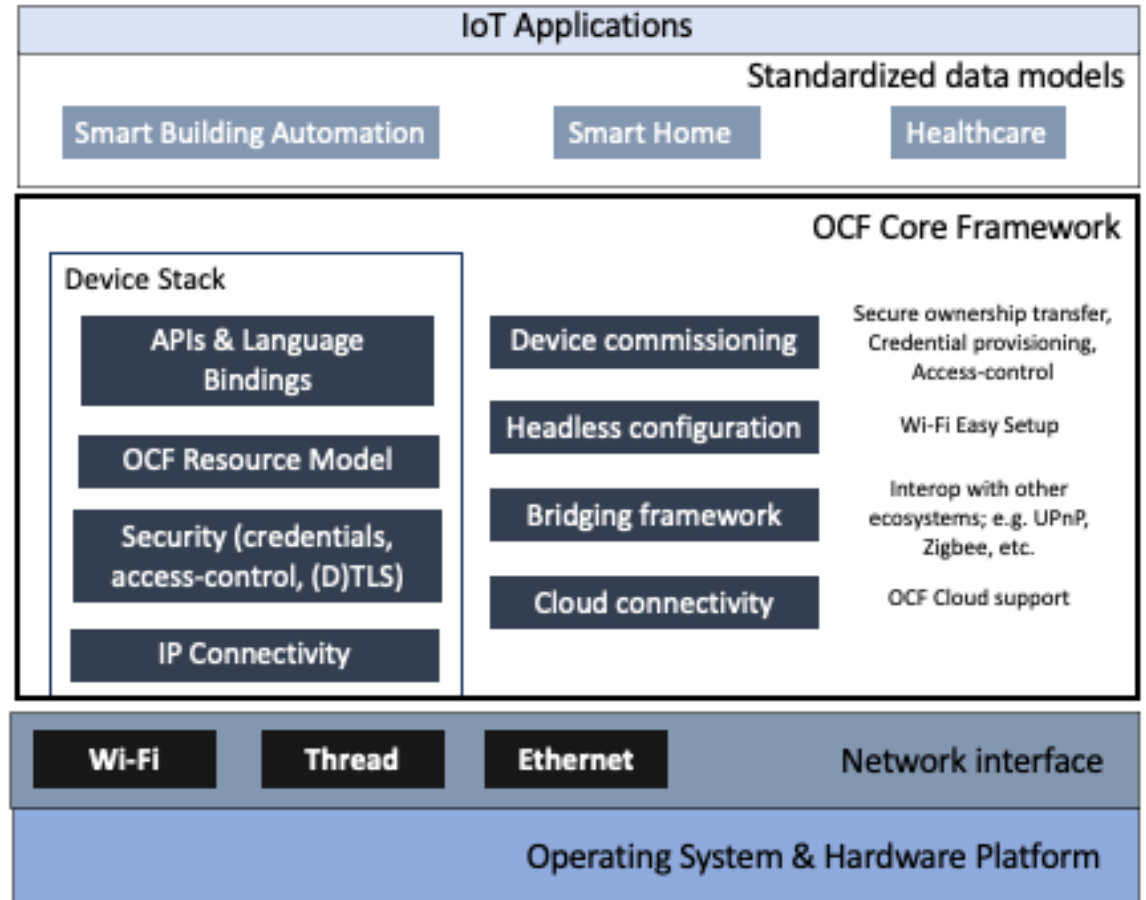 IoT Applications
Standardized data models
Smart Building Automation
Smart Home
Healthcare
OCF Core Framework
Device Stack
APIs & Language
Bindings
OCF Resource Model
Security (credentials,
access-control, (D)TLS)
IP Connectivity
Device commissioning
Secure ownership transfer,
Credential provisioning,
Access-control
Headless configuration
Wi-Fi Easy Setup
Bridging framework
Interop with other
ecosystems; e.g. UPnP,
Zigbee, etc.
Cloud connectivity
OCF Cloud support
Wi-Fi
Thread
Ethernet
Network interface
Operating System & Hardware Platform